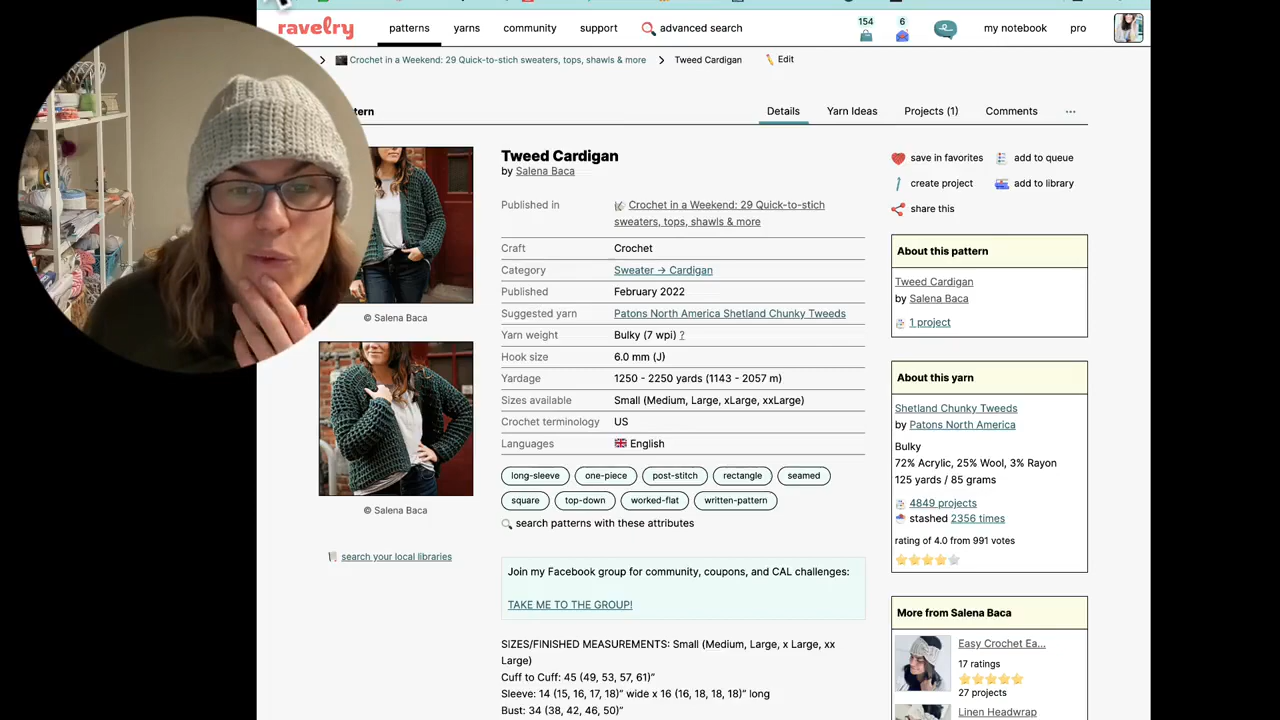 ravelry
patterns
yarns
community
support
advanced search
154
6
my notebook
pro
Crochet in a Weekend: 29 Quick-to-stich sweaters, tops, shawls & more
Tweed Cardigan
Edit
Details
Yarn Ideas
Projects (1)
Comments
...
Tweed Cardigan
by Salena Baca
Published in
Crochet in a Weekend: 29 Quick-to-stich
sweaters, tops, shawls & more
Craft
Crochet
Category
Sweater → Cardigan
Published
February 2022
Suggested yarn
Patons North America Shetland Chunky Tweeds
Yarn weight
Bulky (7 wpi) ?
Hook size
6.0 mm (J)
Yardage
1250 - 2250 yards (1143 - 2057 m)
Sizes available
Small (Medium, Large, xLarge, xxLarge)
Crochet terminology
US
Languages
English
long-sleeve
one-piece
post-stitch
rectangle
seamed
square
top-down
worked-flat
written-pattern
search patterns with these attributes
Join my Facebook group for community, coupons, and CAL challenges:
TAKE ME TO THE GROUP!
SIZES/FINISHED MEASUREMENTS: Small (Medium, Large, x Large, xx
Large)
Cuff to Cuff: 45 (49, 53, 57, 61)”
Sleeve: 14 (15, 16, 17, 18)” wide x 16 (16, 18, 18, 18)” long
Bust: 34 (38, 42, 46, 50)”
© Salena Baca
© Salena Baca
search your local libraries
save in favorites
add to queue
create project
add to library
share this
About this pattern
Tweed Cardigan
by Salena Baca
1 project
About this yarn
Shetland Chunky Tweeds
by Patons North America
Bulky
72% Acrylic, 25% Wool, 3% Rayon
125 yards / 85 grams
4849 projects
stashed 2356 times
rating of 4.0 from 991 votes
More from Salena Baca
Easy Crochet Ea...
17 ratings
27 projects
Linen Headwrap